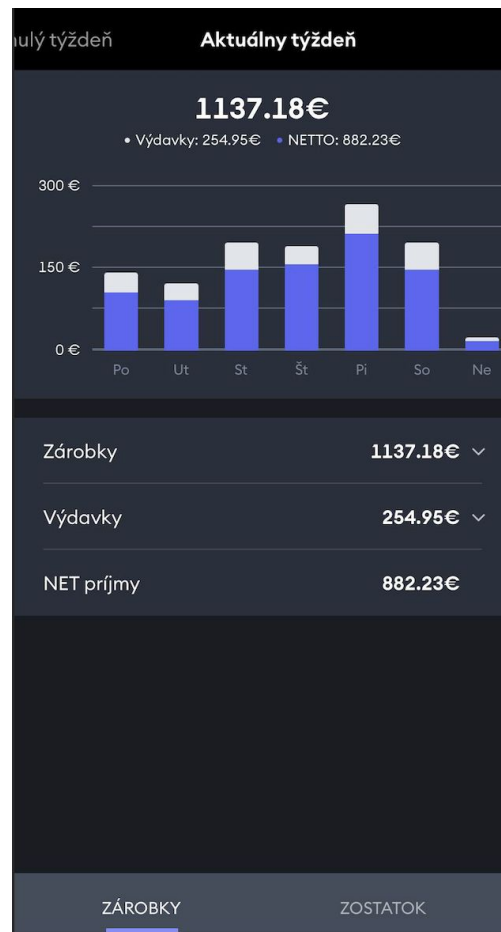 ulý týždeň Aktuálny týždeň
1137.18€
• Výdavky: 254.95€ • NETTO: 882.23€
300 €
150 €
0 €
Po Ut St Št Pi So Ne
Zárobky 1137.18€
Výdavky 254.95€
NET príjmy 882.23€
ZÁROBKY ZOSTATOK